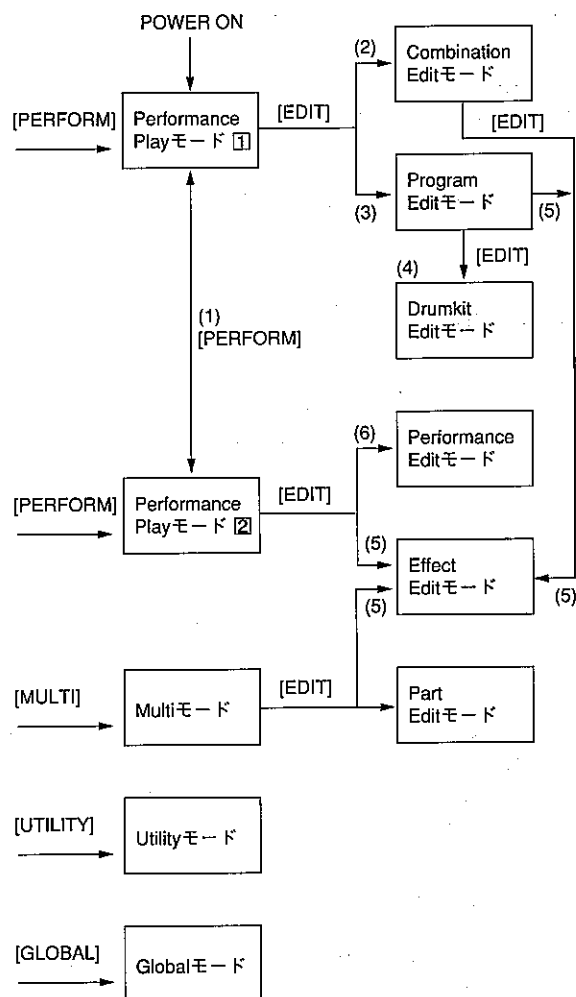 POWER ON
[PERFORM]
Performance
Playモード 1
[EDIT]
(2)
Combination
Editモード
[EDIT]
(3)
Program
Editモード
(5)
[EDIT]
(4)
Drumkit
Editモード
(1)
[PERFORM]
[PERFORM]
Performance
Playモード 2
[EDIT]
(6)
Performance
Editモード
(5)
Effect
Editモード
(5)
(5)
[MULTI]
Multiモード
[EDIT]
Part
Editモード
[UTILITY]
Utilityモード
[GLOBAL]
Globalモード